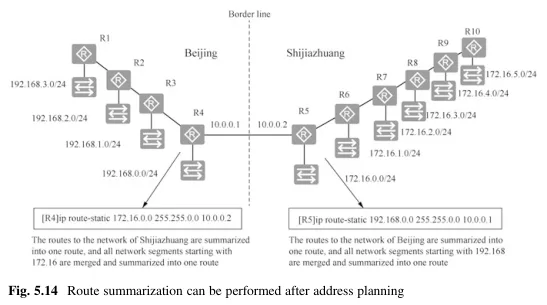 Border line
R10
R9
R1
Beijing
Shijiazhuang
R8
R2
R7
172.16.5.0/24
R3
R6
172.16.4.0/24
192.168.3.0/24
R4
R5
172.16.3.0/24
192.168.2.0/24
10.0.0.1
10.0.0.2
172.16.2.0/24
192.168.1.0/24
172.16.1.0/24
192.168.0.0/24
172.16.0.0/24
[R4]ip route-static 172.16.0.0 255.255.0.0 10.0.0.2
[R5]ip route-static 192.168.0.0 255.255.0.0 10.0.0.1
The routes to the network of Shijiazhuang are summarized
into one route, and all network segments starting with
172.16 are merged and summarized into one route
The routes to the network of Beijing are summarized into
one route, and all network segments starting with 192.168
are merged and summarized into one route
Fig. 5.14 Route summarization can be performed after address planning